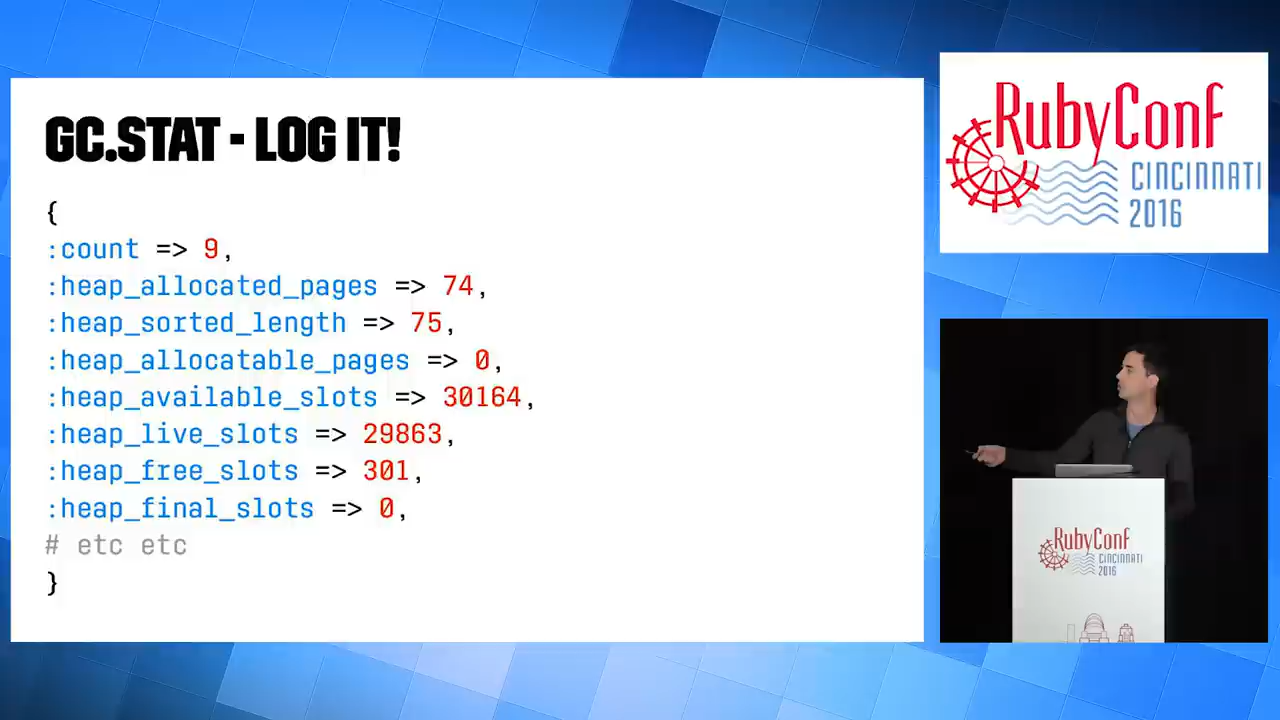 GC.STAT - LOG IT!
{
:count => 9,
:heap_allocated_pages => 74,
:heap_sorted_length => 75,
:heap_allocatable_pages => 0,
:heap_available_slots => 30164,
:heap_live_slots => 29863,
:heap_free_slots => 301,
:heap_final_slots => 0,
# etc etc
}
RubyConf
CINCINNATI
2016
RubyConf
CINCINNATI
2016